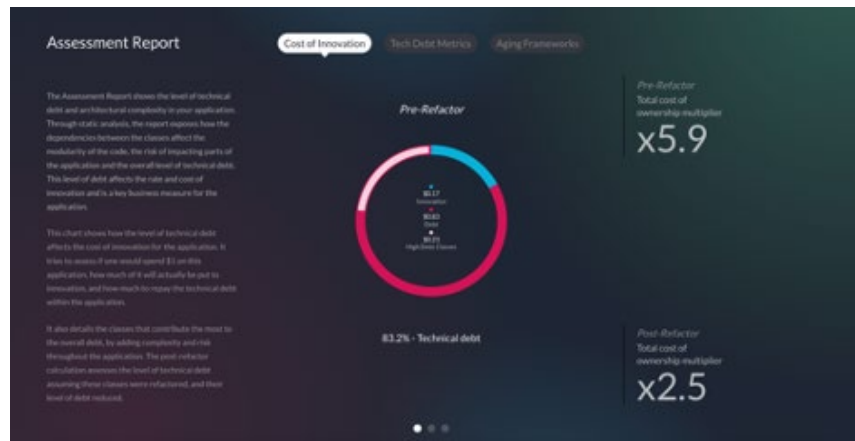 Assessment Report
Cost of Innovation
Tech Debt Metrics
Aging Frameworks
The Assessment Report shows the level of technical
debt and architectural complexity in your application.
Through static analysis, the report exposes how the
dependencies between the classes affect the
modularity of the code, the risk of impacting parts of
the application and the overall level of technical debt.
This level of debt affects the rate and cost of
innovation and is a key business measure for the
application.
This chart shows how the level of technical debt
affects the cost of innovation for the application. It
tries to assess if one would spend $1 on this
application, how much of it will actually be put to
innovation, and how much to repay the technical debt
within the application.
It also details the classes that contribute the most to
the overall debt, by adding complexity and risk
throughout the application. The post-refactor
calculation assesses the level of technical debt
assuming these classes were refactored, and their
level of debt reduced.
Pre-Refactor
$0.17
Innovation
$0.83
Debt
High Debt Classes
83.2% - Technical debt
Pre-Refactor
Total cost of
ownership multiplier
x5.9
Post-Refactor
Total cost of
ownership multiplier
x2.5